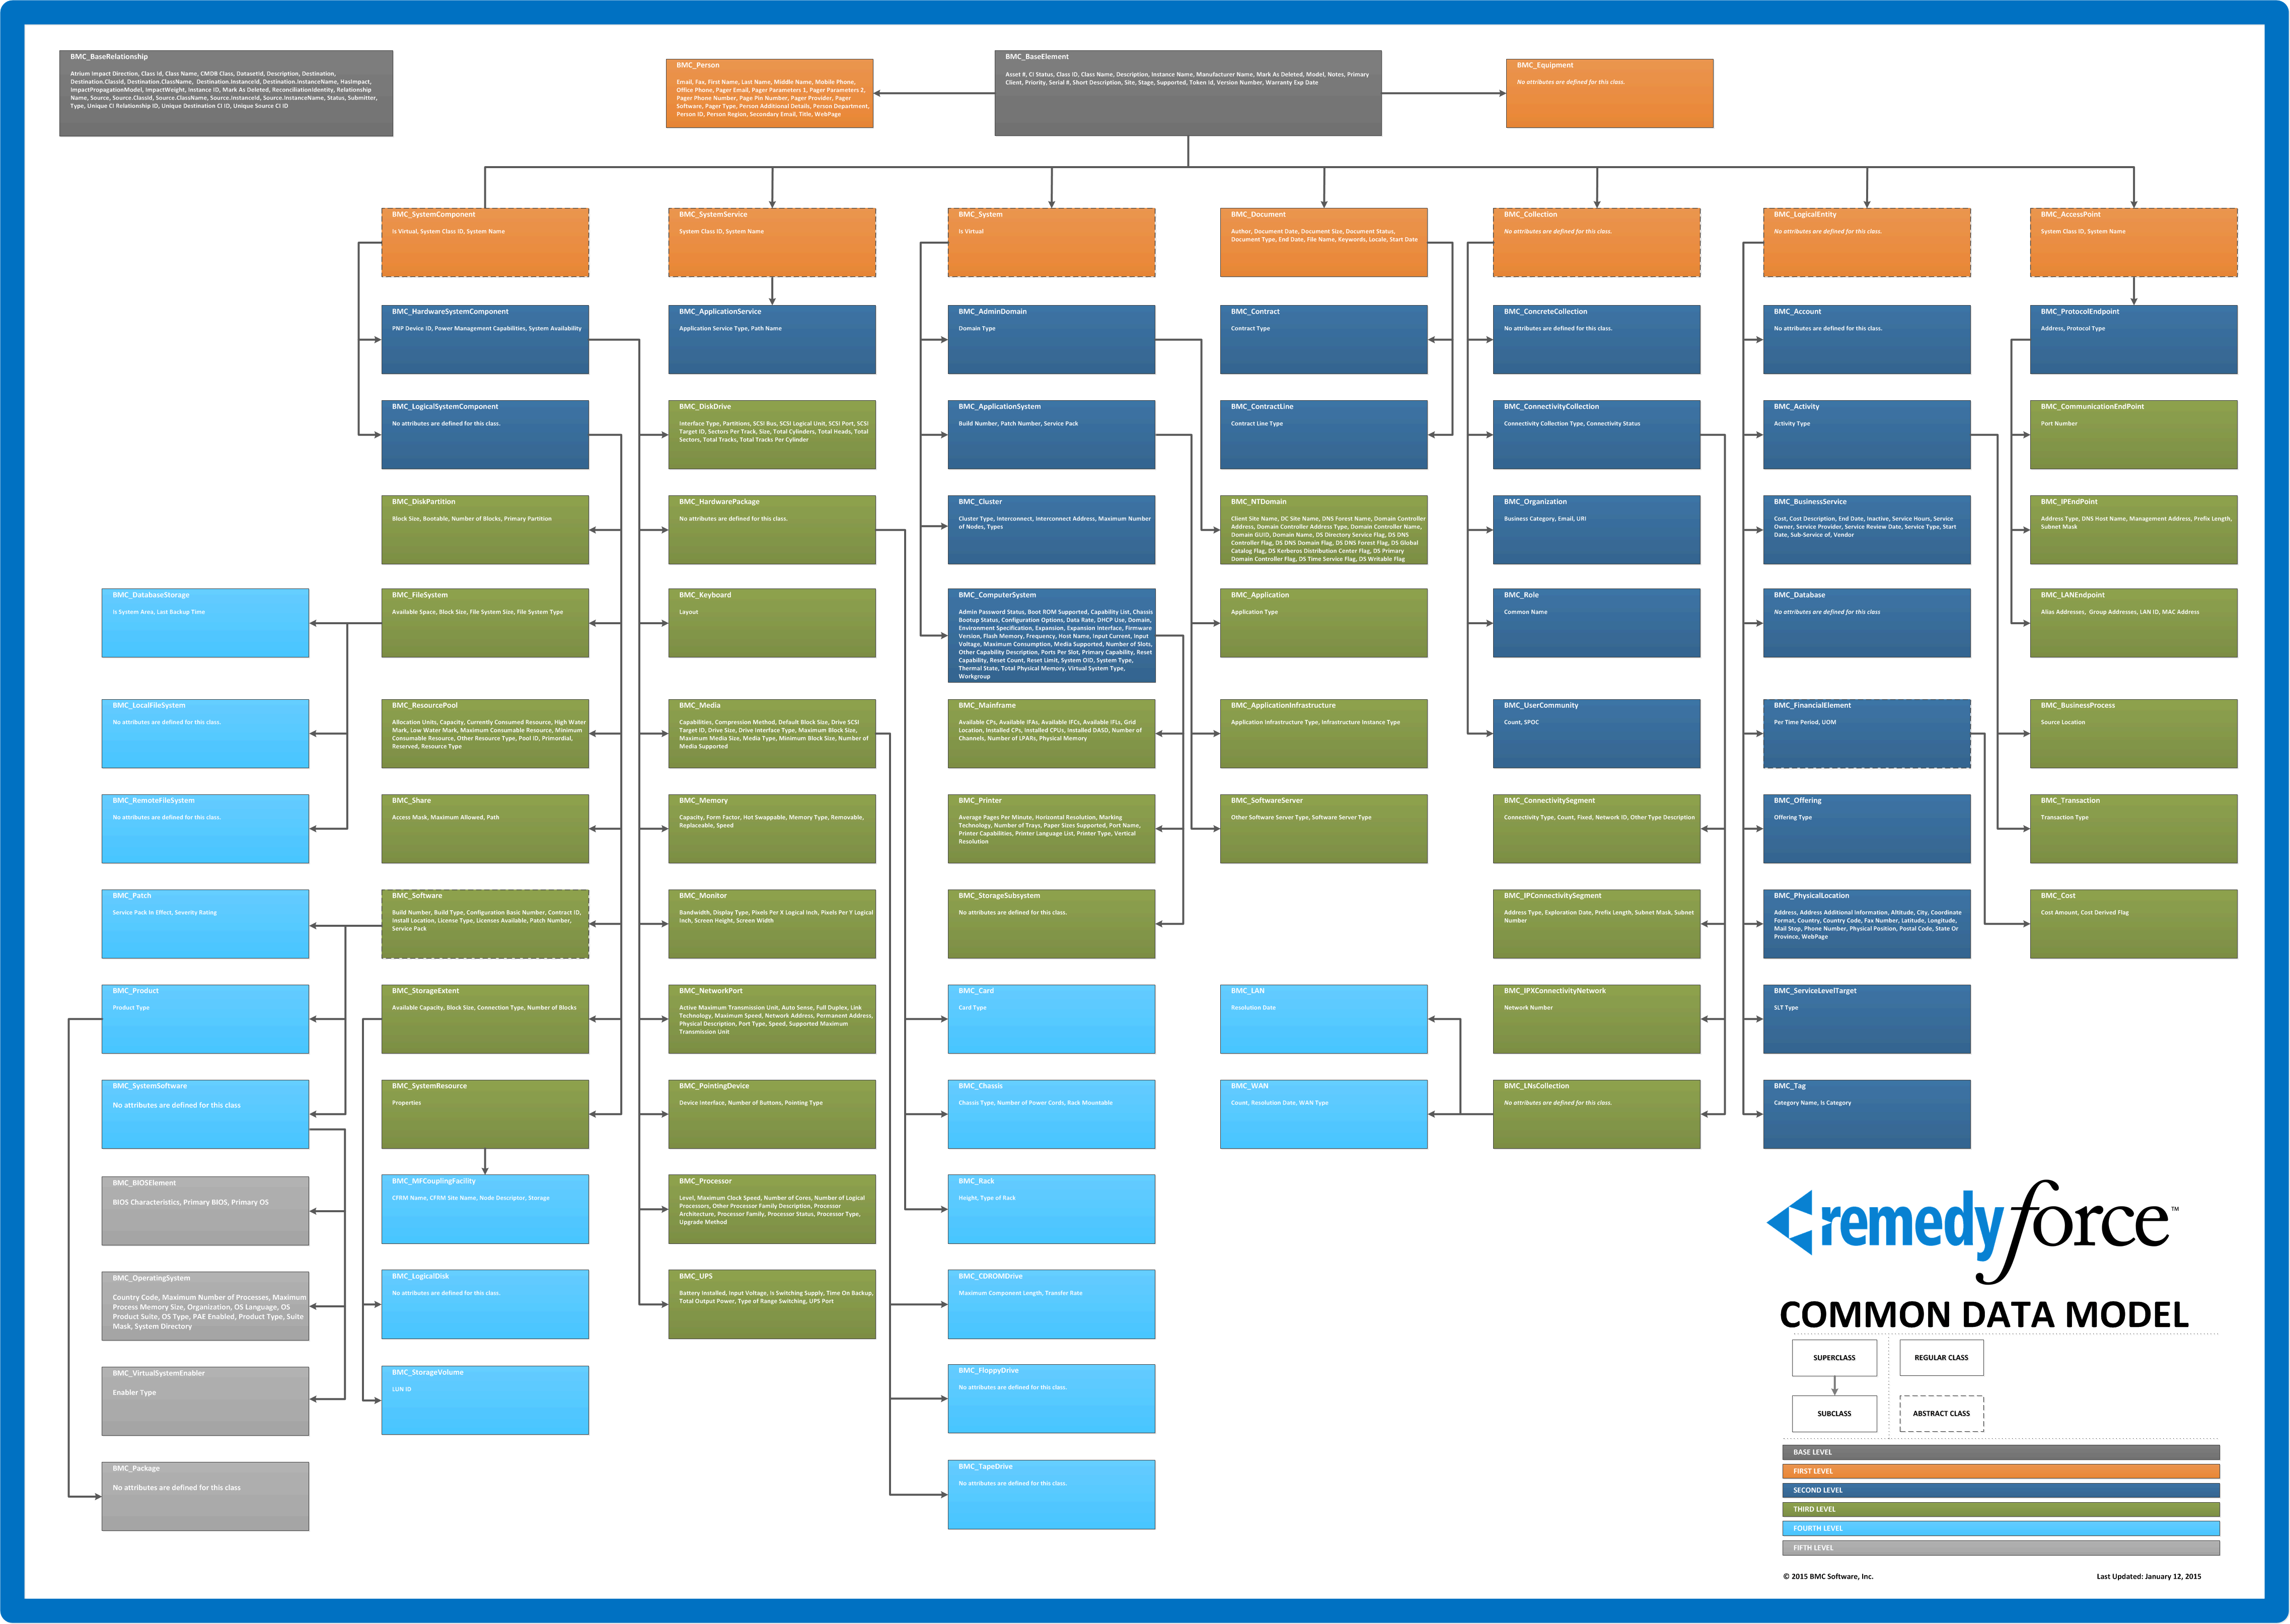 BMC_BaseRelationship
Atrium Impact Direction, Class Id, Class Name, CMDB Class, DatasetId, Description, Destination,
Destination.ClassId, Destination.ClassName, Destination.InstanceId, Destination.InstanceName, HasImpact,
ImpactPropagationModel, ImpactWeight, Instance ID, Mark As Deleted, ReconciliationIdentity, Relationship
Name, Source, Source.ClassId, Source.ClassName, Source.InstanceId, Source.InstanceName, Status, Submitter,
Type, Unique CI Relationship ID, Unique Destination CI ID, Unique Source CI ID
BMC_Person
Email, Fax, First Name, Last Name, Middle Name, Mobile Phone,
Office Phone, Pager Email, Pager Parameters 1, Pager Parameters 2,
Pager Phone Number, Page Pin Number, Pager Provider, Pager
Software, Pager Type, Person Additional Details, Person Department,
Person ID, Person Region, Secondary Email, Title, WebPage
BMC_BaseElement
Asset #, CI Status, Class ID, Class Name, Description, Instance Name, Manufacturer Name, Mark As Deleted, Model, Notes, Primary
Client, Priority, Serial #, Short Description, Site, Stage, Supported, Token Id, Version Number, Warranty Exp Date
BMC_Equipment
No attributes are defined for this class.
BMC_SystemComponent
Is Virtual, System Class ID, System Name
BMC_SystemService
System Class ID, System Name
BMC_System
Is Virtual
BMC_Document
Author, Document Date, Document Size, Document Status,
Document Type, End Date, File Name, Keywords, Locale, Start Date
BMC_Collection
No attributes are defined for this class.
BMC_LogicalEntity
No attributes are defined for this class.
BMC_AccessPoint
System Class ID, System Name
BMC_HardwareSystemComponent
PNP Device ID, Power Management Capabilities, System Availability
BMC_ApplicationService
Application Service Type, Path Name
BMC_AdminDomain
Domain Type
BMC_Contract
Contract Type
BMC_ConcreteCollection
No attributes are defined for this class.
BMC_Account
No attributes are defined for this class.
BMC_ProtocolEndpoint
Address, Protocol Type
BMC_LogicalSystemComponent
No attributes are defined for this class.
BMC_DiskDrive
Interface Type, Partitions, SCSI Bus, SCSI Logical Unit, SCSI Port, SCSI
Target ID, Sectors Per Track, Size, Total Cylinders, Total Heads, Total
Sectors, Total Tracks, Total Tracks Per Cylinder
BMC_ApplicationSystem
Build Number, Patch Number, Service Pack
BMC_ContractLine
Contract Line Type
BMC_ConnectivityCollection
Connectivity Collection Type, Connectivity Status
BMC_Activity
Activity Type
BMC_CommunicationEndPoint
Port Number
BMC_DiskPartition
Block Size, Bootable, Number of Blocks, Primary Partition
BMC_HardwarePackage
No attributes are defined for this class.
BMC_Cluster
Cluster Type, Interconnect, Interconnect Address, Maximum Number
of Nodes, Types
BMC_NTDomain
Client Site Name, DC Site Name, DNS Forest Name, Domain Controller
Address, Domain Controller Address Type, Domain Controller Name,
Domain GUID, Domain Name, DS Directory Service Flag, DS DNS
Controller Flag, DS DNS Domain Flag, DS DNS Forest Flag, DS Global
Catalog Flag, DS Kerberos Distribution Center Flag, DS Primary
Domain Controller Flag, DS Time Service Flag, DS Writable Flag
BMC_Organization
Business Category, Email, URI
BMC_BusinessService
Cost, Cost Description, End Date, Inactive, Service Hours, Service
Owner, Service Provider, Service Review Date, Service Type, Start
Date, Sub-Service of, Vendor
BMC_IPEndPoint
Address Type, DNS Host Name, Management Address, Prefix Length,
Subnet Mask
BMC_DatabaseStorage
Is System Area, Last Backup Time
BMC_FileSystem
Available Space, Block Size, File System Size, File System Type
BMC_Keyboard
Layout
BMC_ComputerSystem
Admin Password Status, Boot ROM Supported, Capability List, Chassis
Bootup Status, Configuration Options, Data Rate, DHCP Use, Domain,
Environment Specification, Expansion, Expansion Interface, Firmware
Version, Flash Memory, Frequency, Host Name, Input Current, Input
Voltage, Maximum Consumption, Media Supported, Number of Slots,
Other Capability Description, Ports Per Slot, Primary Capability, Reset
Capability, Reset Count, Reset Limit, System OID, System Type,
Thermal State, Total Physical Memory, Virtual System Type,
Workgroup
BMC_Application
Application Type
BMC_Role
Common Name
BMC_Database
No attributes are defined for this class
BMC_LANEndpoint
Alias Addresses, Group Addresses, LAN ID, MAC Address
BMC_LocalFileSystem
No attributes are defined for this class.
BMC_ResourcePool
Allocation Units, Capacity, Currently Consumed Resource, High Water
Mark, Low Water Mark, Maximum Consumable Resource, Minimum
Consumable Resource, Other Resource Type, Pool ID, Primordial,
Reserved, Resource Type
BMC_Media
Capabilities, Compression Method, Default Block Size, Drive SCSI
Target ID, Drive Size, Drive Interface Type, Maximum Block Size,
Maximum Media Size, Media Type, Minimum Block Size, Number of
Media Supported
BMC_Mainframe
Available CPs, Available IFAs, Available IFCs, Available IFLs, Grid
Location, Installed CPs, Installed CPUs, Installed DASD, Number of
Channels, Number of LPARs, Physical Memory
BMC_ApplicationInfrastructure
Application Infrastructure Type, Infrastructure Instance Type
BMC_UserCommunity
Count, SPOC
BMC_FinancialElement
Per Time Period, UOM
BMC_BusinessProcess
Source Location
BMC_RemoteFileSystem
No attributes are defined for this class.
BMC_Share
Access Mask, Maximum Allowed, Path
BMC_Memory
Capacity, Form Factor, Hot Swappable, Memory Type, Removable,
Replaceable, Speed
BMC_Printer
Average Pages Per Minute, Horizontal Resolution, Marking
Technology, Number of Trays, Paper Sizes Supported, Port Name,
Printer Capabilities, Printer Language List, Printer Type, Vertical
Resolution
BMC_SoftwareServer
Other Software Server Type, Software Server Type
BMC_ConnectivitySegment
Connectivity Type, Count, Fixed, Network ID, Other Type Description
BMC_Offering
Offering Type
BMC_Transaction
Transaction Type
BMC_Patch
Service Pack In Effect, Severity Rating
BMC_Software
Build Number, Build Type, Configuration Basic Number, Contract ID,
Install Location, License Type, Licenses Available, Patch Number,
Service Pack
BMC_Monitor
Bandwidth, Display Type, Pixels Per X Logical Inch, Pixels Per Y Logical
Inch, Screen Height, Screen Width
BMC_StorageSubsystem
No attributes are defined for this class.
BMC_IPConnectivitySegment
Address Type, Exploration Date, Prefix Length, Subnet Mask, Subnet
Number
BMC_PhysicalLocation
Address, Address Additional Information, Altitude, City, Coordinate
Format, Country, Country Code, Fax Number, Latitude, Longitude,
Mail Stop, Phone Number, Physical Position, Postal Code, State Or
Province, WebPage
BMC_Cost
Cost Amount, Cost Derived Flag
BMC_Product
Product Type
BMC_StorageExtent
Available Capacity, Block Size, Connection Type, Number of Blocks
BMC_NetworkPort
Active Maximum Transmission Unit, Auto Sense, Full Duplex, Link
Technology, Maximum Speed, Network Address, Permanent Address,
Physical Description, Port Type, Speed, Supported Maximum
Transmission Unit
BMC_Card
Card Type
BMC_LAN
Resolution Date
BMC_IPXConnectivityNetwork
Network Number
BMC_ServiceLevelTarget
SLT Type
BMC_SystemSoftware
No attributes are defined for this class
BMC_SystemResource
Properties
BMC_PointingDevice
Device Interface, Number of Buttons, Pointing Type
BMC_Chassis
Chassis Type, Number of Power Cords, Rack Mountable
BMC_WAN
Count, Resolution Date, WAN Type
BMC_LNsCollection
No attributes are defined for this class.
BMC_Tag
Category Name, Is Category
BMC_BIOSElement
BIOS Characteristics, Primary BIOS, Primary OS
BMC_MFCouplingFacility
CFRM Name, CFRM Site Name, Node Descriptor, Storage
BMC_Processor
Level, Maximum Clock Speed, Number of Cores, Number of Logical
Processors, Other Processor Family Description, Processor
Architecture, Processor Family, Processor Status, Processor Type,
Upgrade Method
BMC_Rack
Height, Type of Rack
BMC_OperatingSystem
Country Code, Maximum Number of Processes, Maximum
Process Memory Size, Organization, OS Language, OS
Product Suite, OS Type, PAE Enabled, Product Type, Suite
Mask, System Directory
BMC_LogicalDisk
No attributes are defined for this class.
BMC_UPS
Battery Installed, Input Voltage, Is Switching Supply, Time On Backup,
Total Output Power, Type of Range Switching, UPS Port
BMC_CDROMDrive
Maximum Component Length, Transfer Rate
BMC_VirtualSystemEnabler
Enabler Type
BMC_StorageVolume
LUN ID
BMC_FloppyDrive
No attributes are defined for this class.
BMC_Package
No attributes are defined for this class
BMC_TapeDrive
No attributes are defined for this class.
remedyforce™
COMMON DATA MODEL
SUPERCLASS
REGULAR CLASS
SUBCLASS
ABSTRACT CLASS
BASE LEVEL
FIRST LEVEL
SECOND LEVEL
THIRD LEVEL
FOURTH LEVEL
FIFTH LEVEL
© 2015 BMC Software, Inc.
Last Updated: January 12, 2015